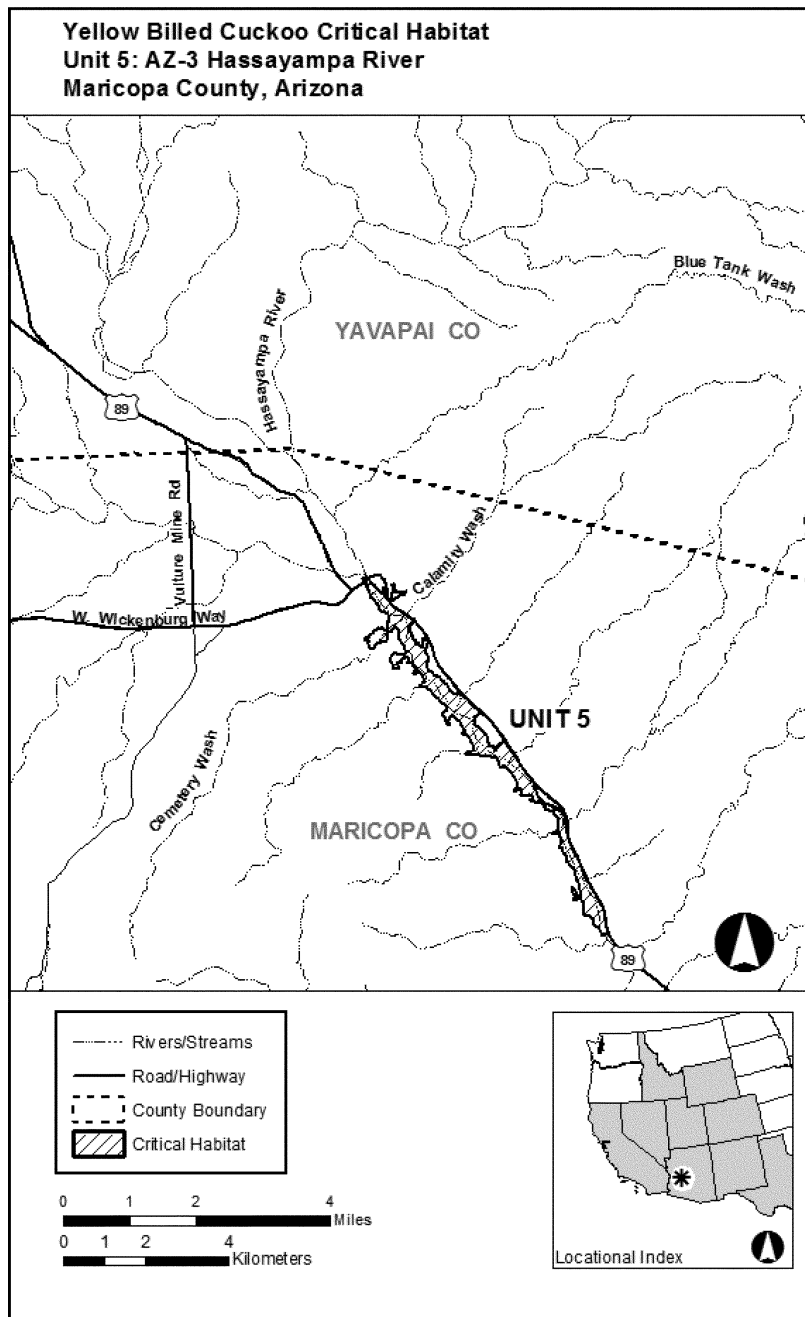 Yellow Billed Cuckoo Critical Habitat
Unit 5: AZ-3 Hassayampa River
Maricopa County, Arizona
Blue Tank Wash
Hassayampa River
YAVAPAI CO
89
Vulture Mine Rd
Calamity Wash
W. Wickenburg Way
UNIT 5
Cemetery Wash
MARICOPA CO
89
Rivers/Streams
Road/Highway
County Boundary
Critical Habitat
0 1 2 4
Miles
0 1 2 4
Kilometers
Locational Index